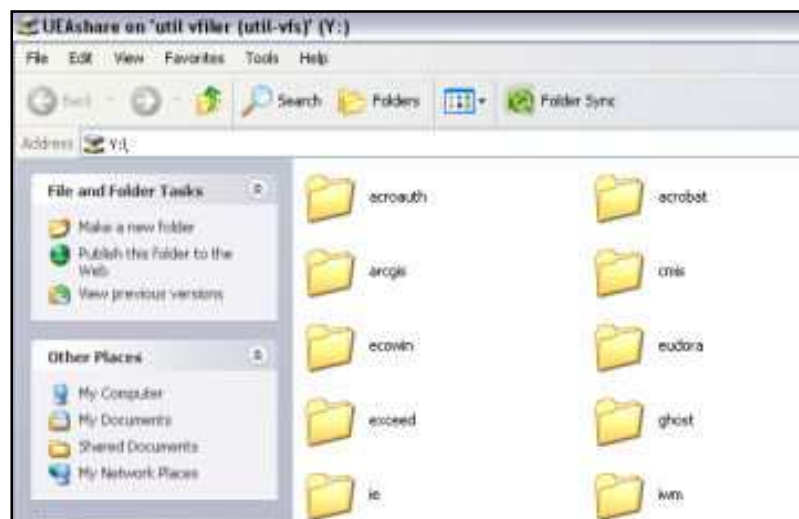 UEAshare on 'util vfiler (util-vfs)' (Y:)
File Edit View Favorites Tools Help
Back Search Folders Folder Sync
Address Y:\
File and Folder Tasks
Make a new folder
Publish this folder to the
Web
View previous versions
Other Places
My Computer
My Documents
Shared Documents
My Network Places
acroauth acrobat
arcgis cmis
ecowin eudora
exceed ghost
ie iwm